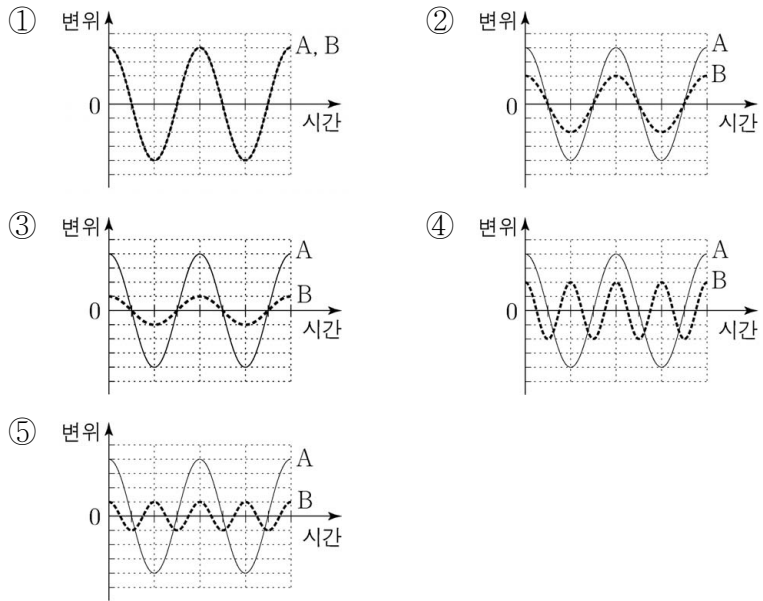 ① 변위 A, B 0 시간
② 변위 A B 0 시간
③ 변위 A B 0 시간
④ 변위 A B 0 시간
⑤ 변위 A B 0 시간